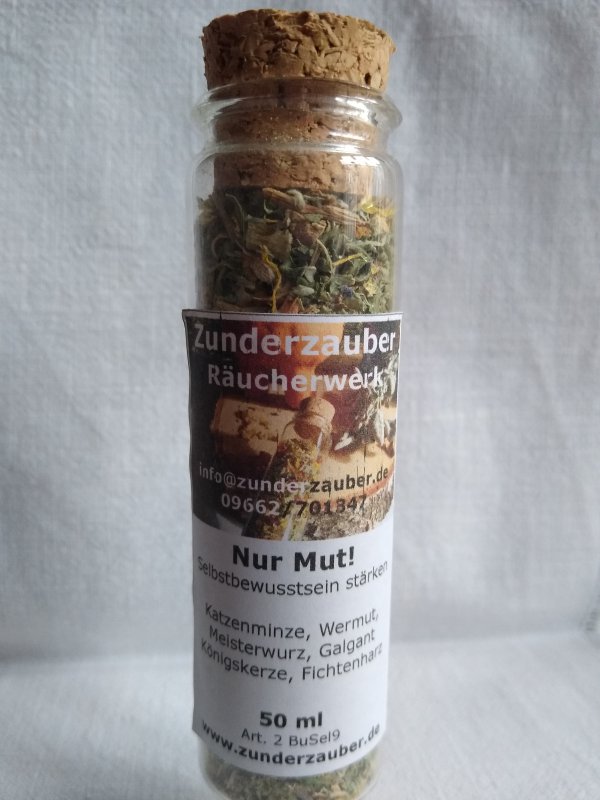 Zunderzauber
Räucherwerk
info@zunderzauber.de
09662/701347
Nur Mut!
Selbstbewusstsein stärken
Katzenminze, Wermut,
Meisterwurz, Galgant
Königskerze, Fichtenharz
50 ml
Art. 2 BuSel9
www.zunderzauber.de